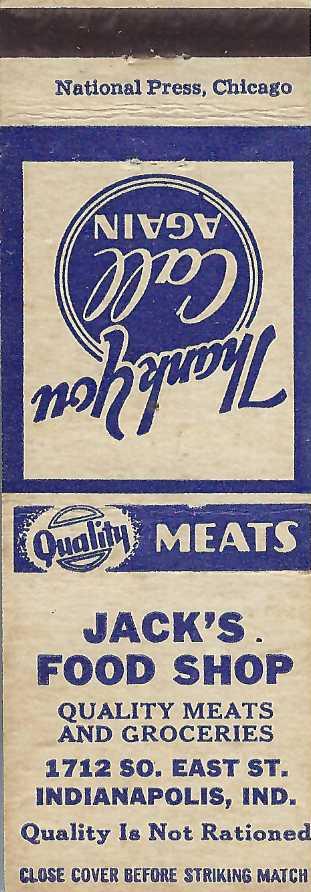 National Press, Chicago
Thank You
Call
AGAIN
Quality MEATS
JACK'S
FOOD SHOP
QUALITY MEATS
AND GROCERIES
1712 SO. EAST ST.
INDIANAPOLIS, IND.
Quality Is Not Rationed
CLOSE COVER BEFORE STRIKING MATCH